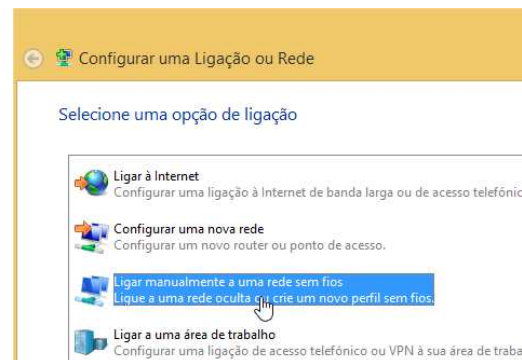 Configurar uma Ligação ou Rede
Selecione uma opção de ligação
Ligar à Internet
Configurar uma ligação à Internet de banda larga ou de acesso
Configurar uma nova rede
Configurar um novo router ou ponto de acesso.
Ligar manualmente a uma rede sem fios
Ligue a uma rede oculta ou crie um novo perfil sem fios.
Ligar a uma área de trabalho
Configurar uma ligação de acesso telefónico ou VPN à sua área de